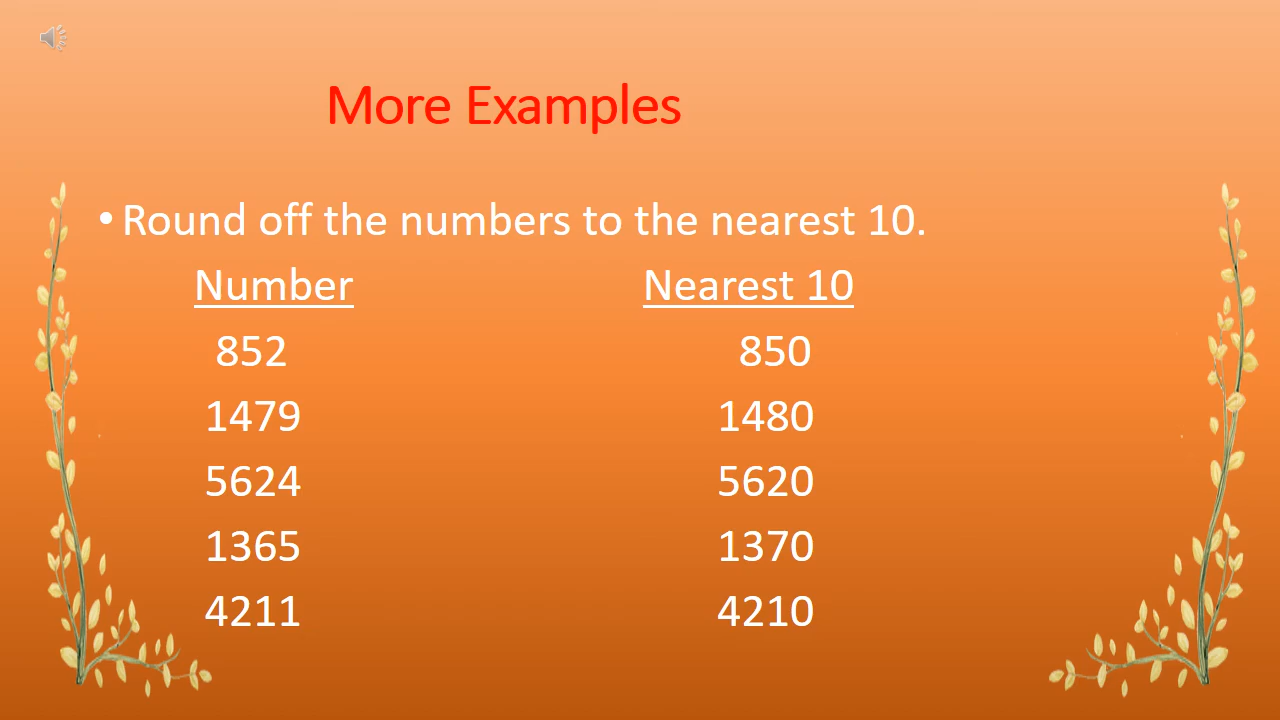 More Examples
• Round off the numbers to the nearest 10.
Number Nearest 10
852 850
1479 1480
5624 5620
1365 1370
4211 4210